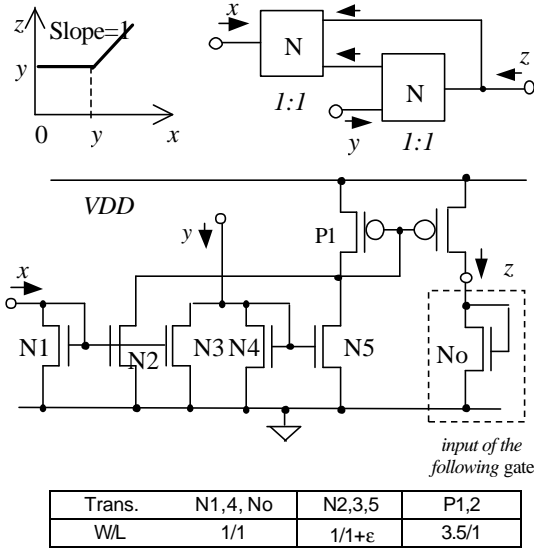 z
Slope=1
y
0
y
x
x
N
1:1
N
1:1
y
z
VDD
P1
y
x
z
N1
N2
N3
N4
N5
No
input of the
following gate
Trans. N1,4, No N2,3,5 P1,2
W/L 1/1 1/1+ε 3.5/1